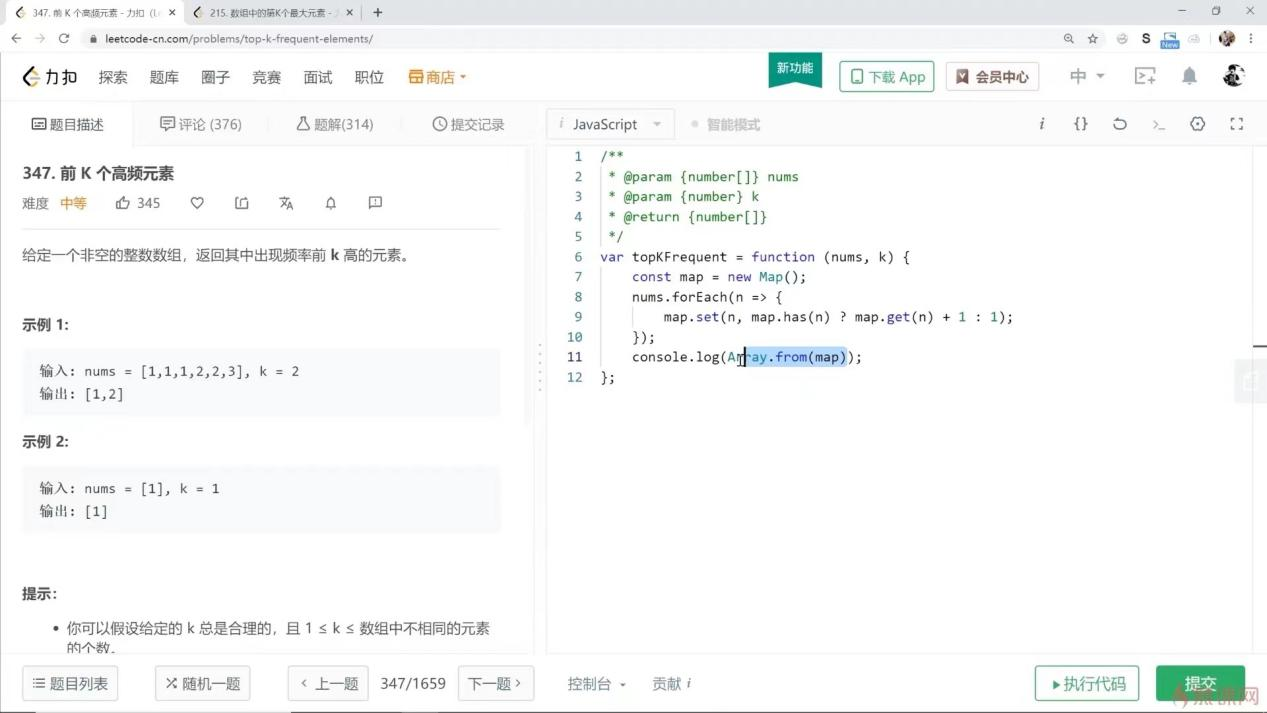 347. 前 K 个高频元素 - 力扣（Le
215. 数组中的第K个最大元素 -
leetcode-cn.com/problems/top-k-frequent-elements/
S
New
力扣 探索 题库 圈子 竞赛 面试 职位 商店
新功能
下载 App
会员中心
中
题目描述
评论 (376)
题解(314)
提交记录
i JavaScript
智能模式
i {} >_
347. 前 K 个高频元素
难度 中等 345
给定一个非空的整数数组，返回其中出现频率前 k 高的元素。
示例 1:
输入: nums = [1,1,1,2,2,3], k = 2
输出: [1,2]
示例 2:
输入: nums = [1], k = 1
输出: [1]
提示：
• 你可以假设给定的 k 总是合理的，且 1 ≤ k ≤ 数组中不相同的元素
的个数。
1 /**
2 * @param {number[]} nums
3 * @param {number} k
4 * @return {number[]}
5 */
6 var topKFrequent = function (nums, k) {
7 const map = new Map();
8 nums.forEach(n => {
9 map.set(n, map.has(n) ? map.get(n) + 1 : 1);
10 });
11 console.log(Array.from(map));
12 };
题目列表
随机一题
上一题
347/1659
下一题
控制台
贡献 i
执行代码
提交
慕课网